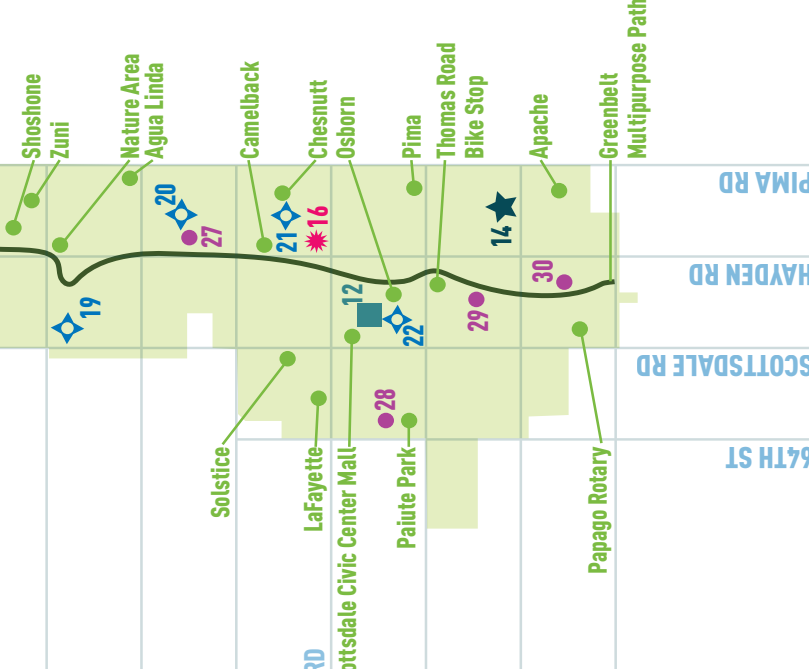 Shoshone
Zuni
Nature Area
Agua Linda
Camelback
Chesnutt
Osborn
Pima
Thomas Road
Bike Stop
Apache
Greenbelt
Multipurpose Path
PIMA RD
20
27
21
16
14
HAYDEN RD
19
12
22
29
30
SCOTTSDALE RD
28
64TH ST
Solstice
LaFayette
ottsdale Civic Center Mall
Paiute Park
Papago Rotary
RD